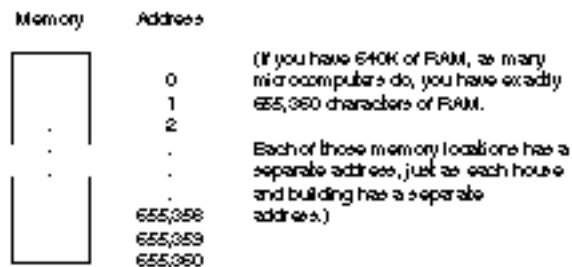 Memory Address
(If you have 640K of RAM, as many
0
microcomputers do, you have exactly
1
655,360 characters of RAM.
2
. .
Each of those memory locations has a
. .
separate address, just as each house
. .
and building has a separate
.
655,358
address.)
655,359
655,360